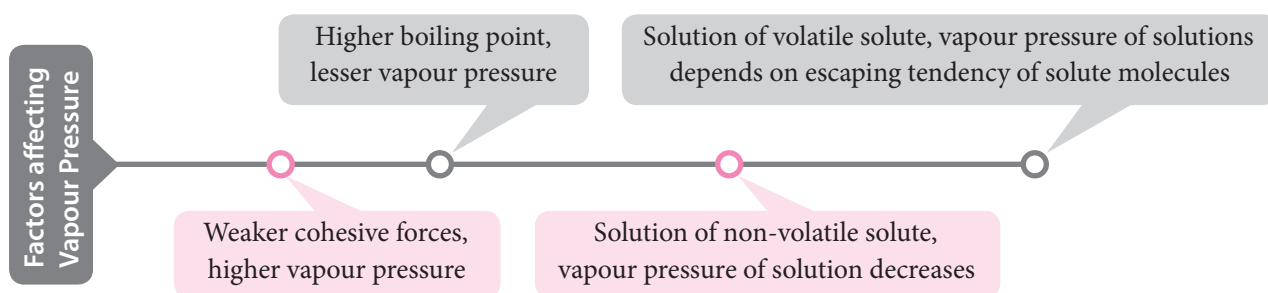 Factors affecting
Vapour Pressure
Higher boiling point,
lesser vapour pressure
Solution of volatile solute, vapour pressure of solutions
depends on escaping tendency of solute molecules
Weaker cohesive forces,
higher vapour pressure
Solution of non-volatile solute,
vapour pressure of solution decreases